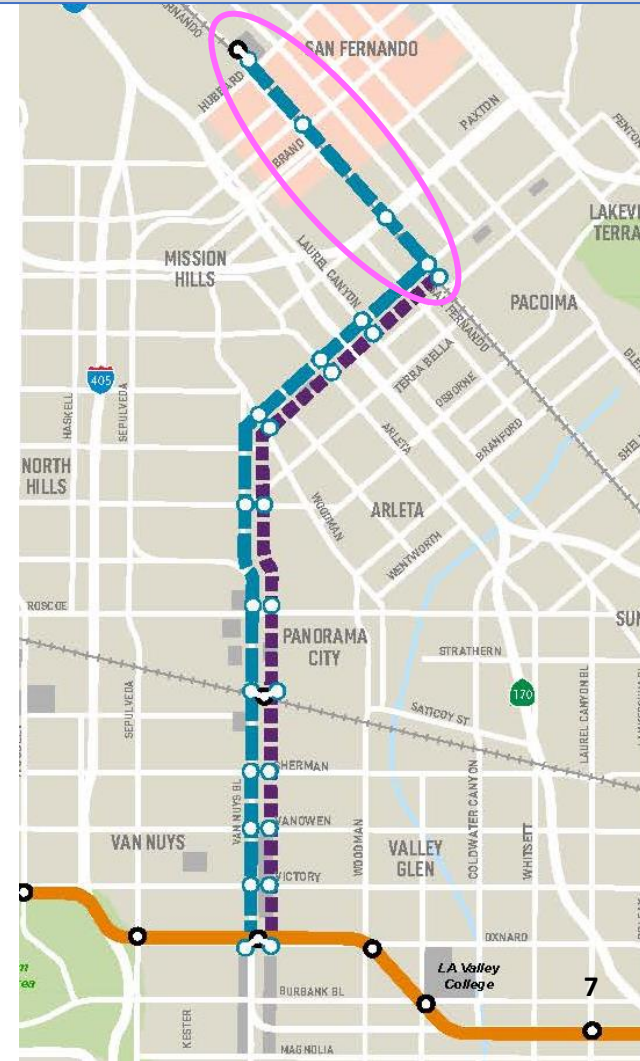 SAN FERNANDO
HUBBARD
PAXTON
BRAND
LAUREL CANYON
MISSION
HILLS
PACOIMA
SAN FERNANDO
TERRA BELLA
405
OSBORNE
HASKELL
SEPULVEDA
ARLETA
BRANFORD
NORTH
HILLS
WOODMAN
ARLETA
WENTWORTH
ROSCOE
PANORAMA
CITY
STRATHERN
SEPULVEDA
170
LAUREL CANYON BL
SATICOY ST
SHERMAN
VAN NUYS BL
VANOWEN
COLDWATER CANYON
WHITSETT
WOODMAN
VAN NUYS
VALLEY
GLEN
VICTORY
OXNARD
LA Valley
College
7
BURBANK BL
KESTER
MAGNOLIA